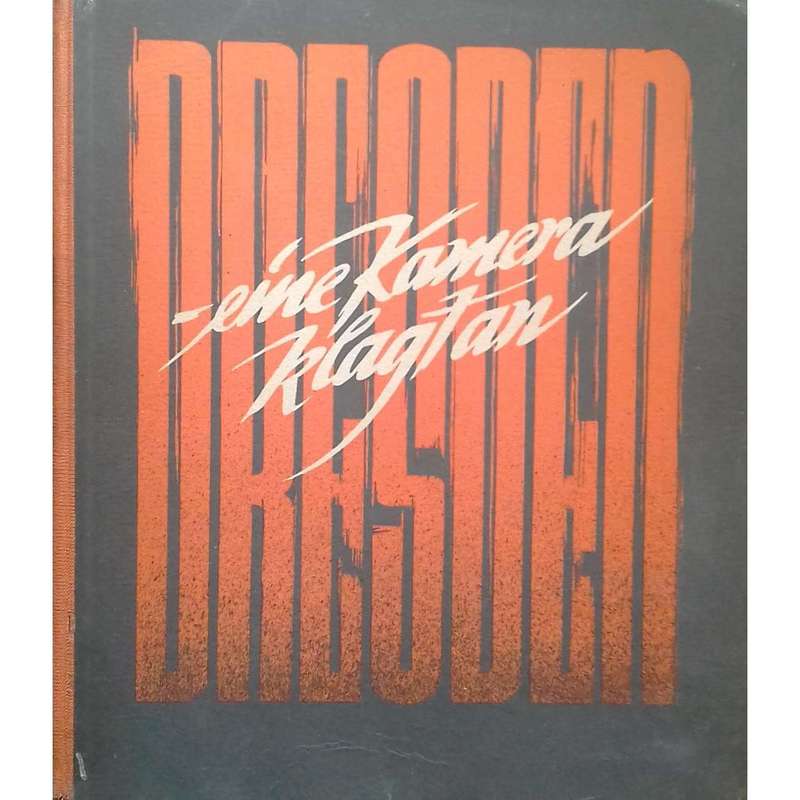 DRESDEN
-eine Kamera
klagt an